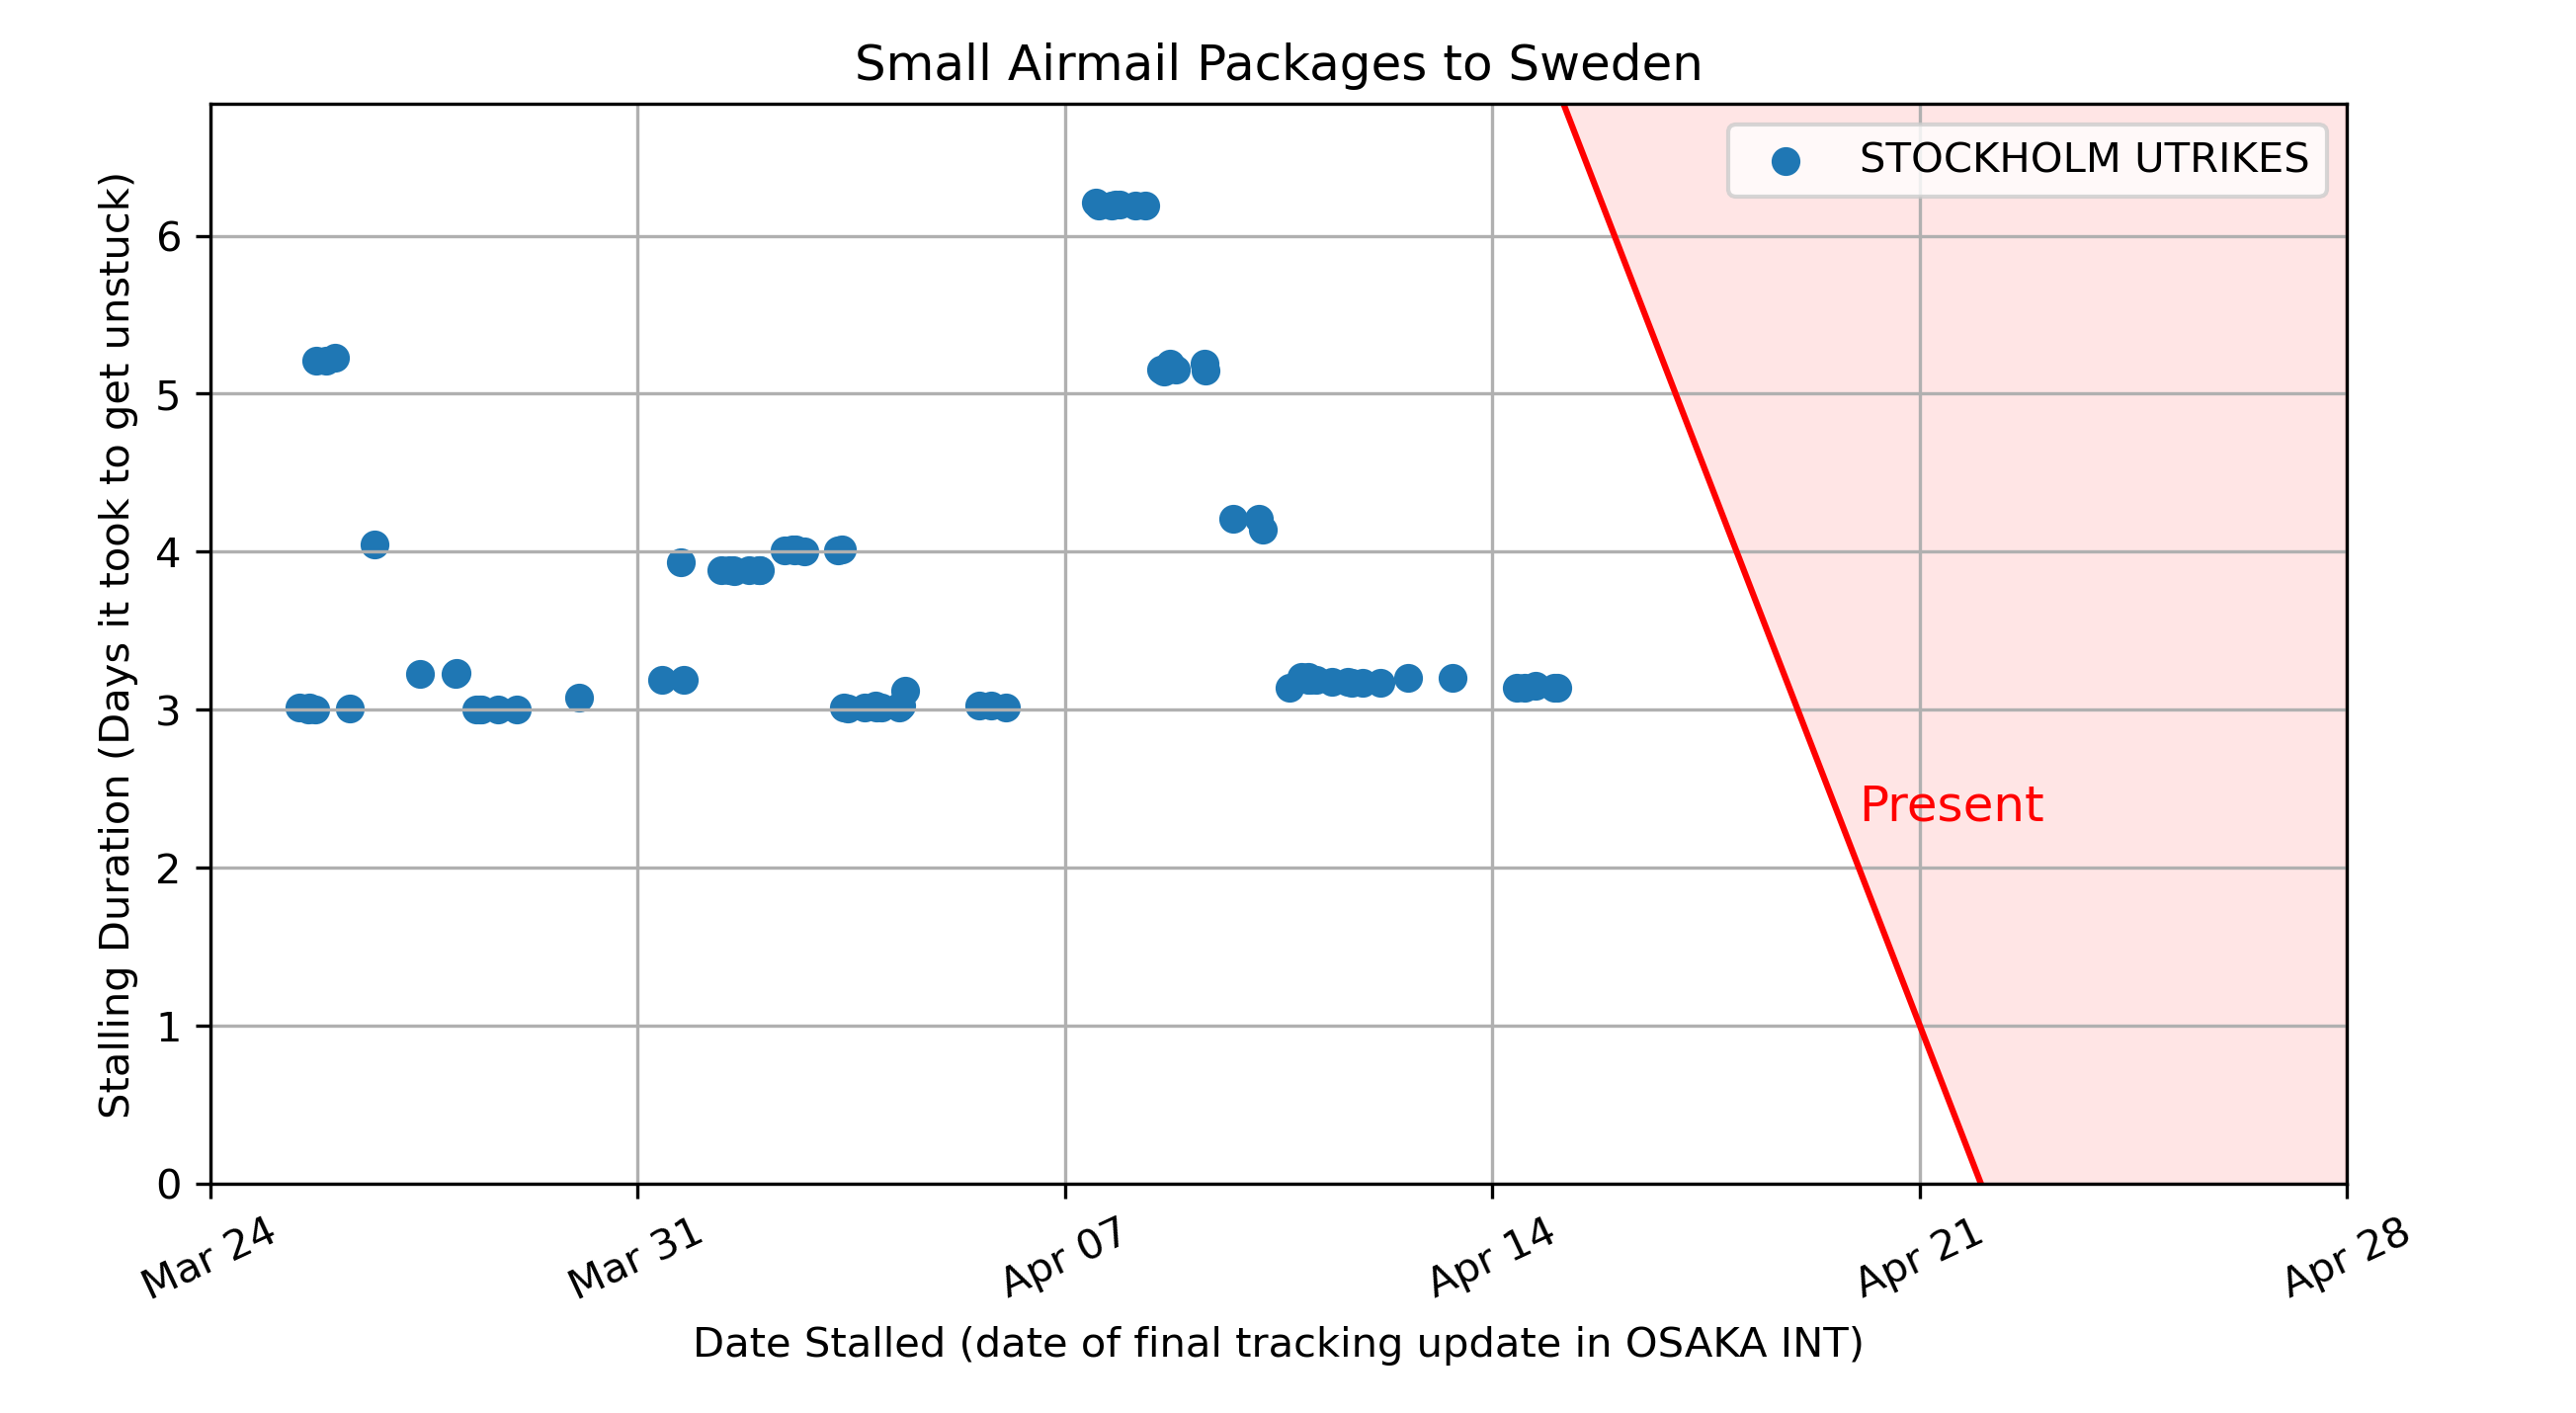 Small Airmail Packages to Sweden
STOCKHOLM UTRIKES
Stalling Duration (Days it took to get unstuck)
6
5
4
3
2
1
0
Present
Mar 24
Mar 31
Apr 07
Apr 14
Apr 21
Apr 28
Date Stalled (date of final tracking update in OSAKA INT)